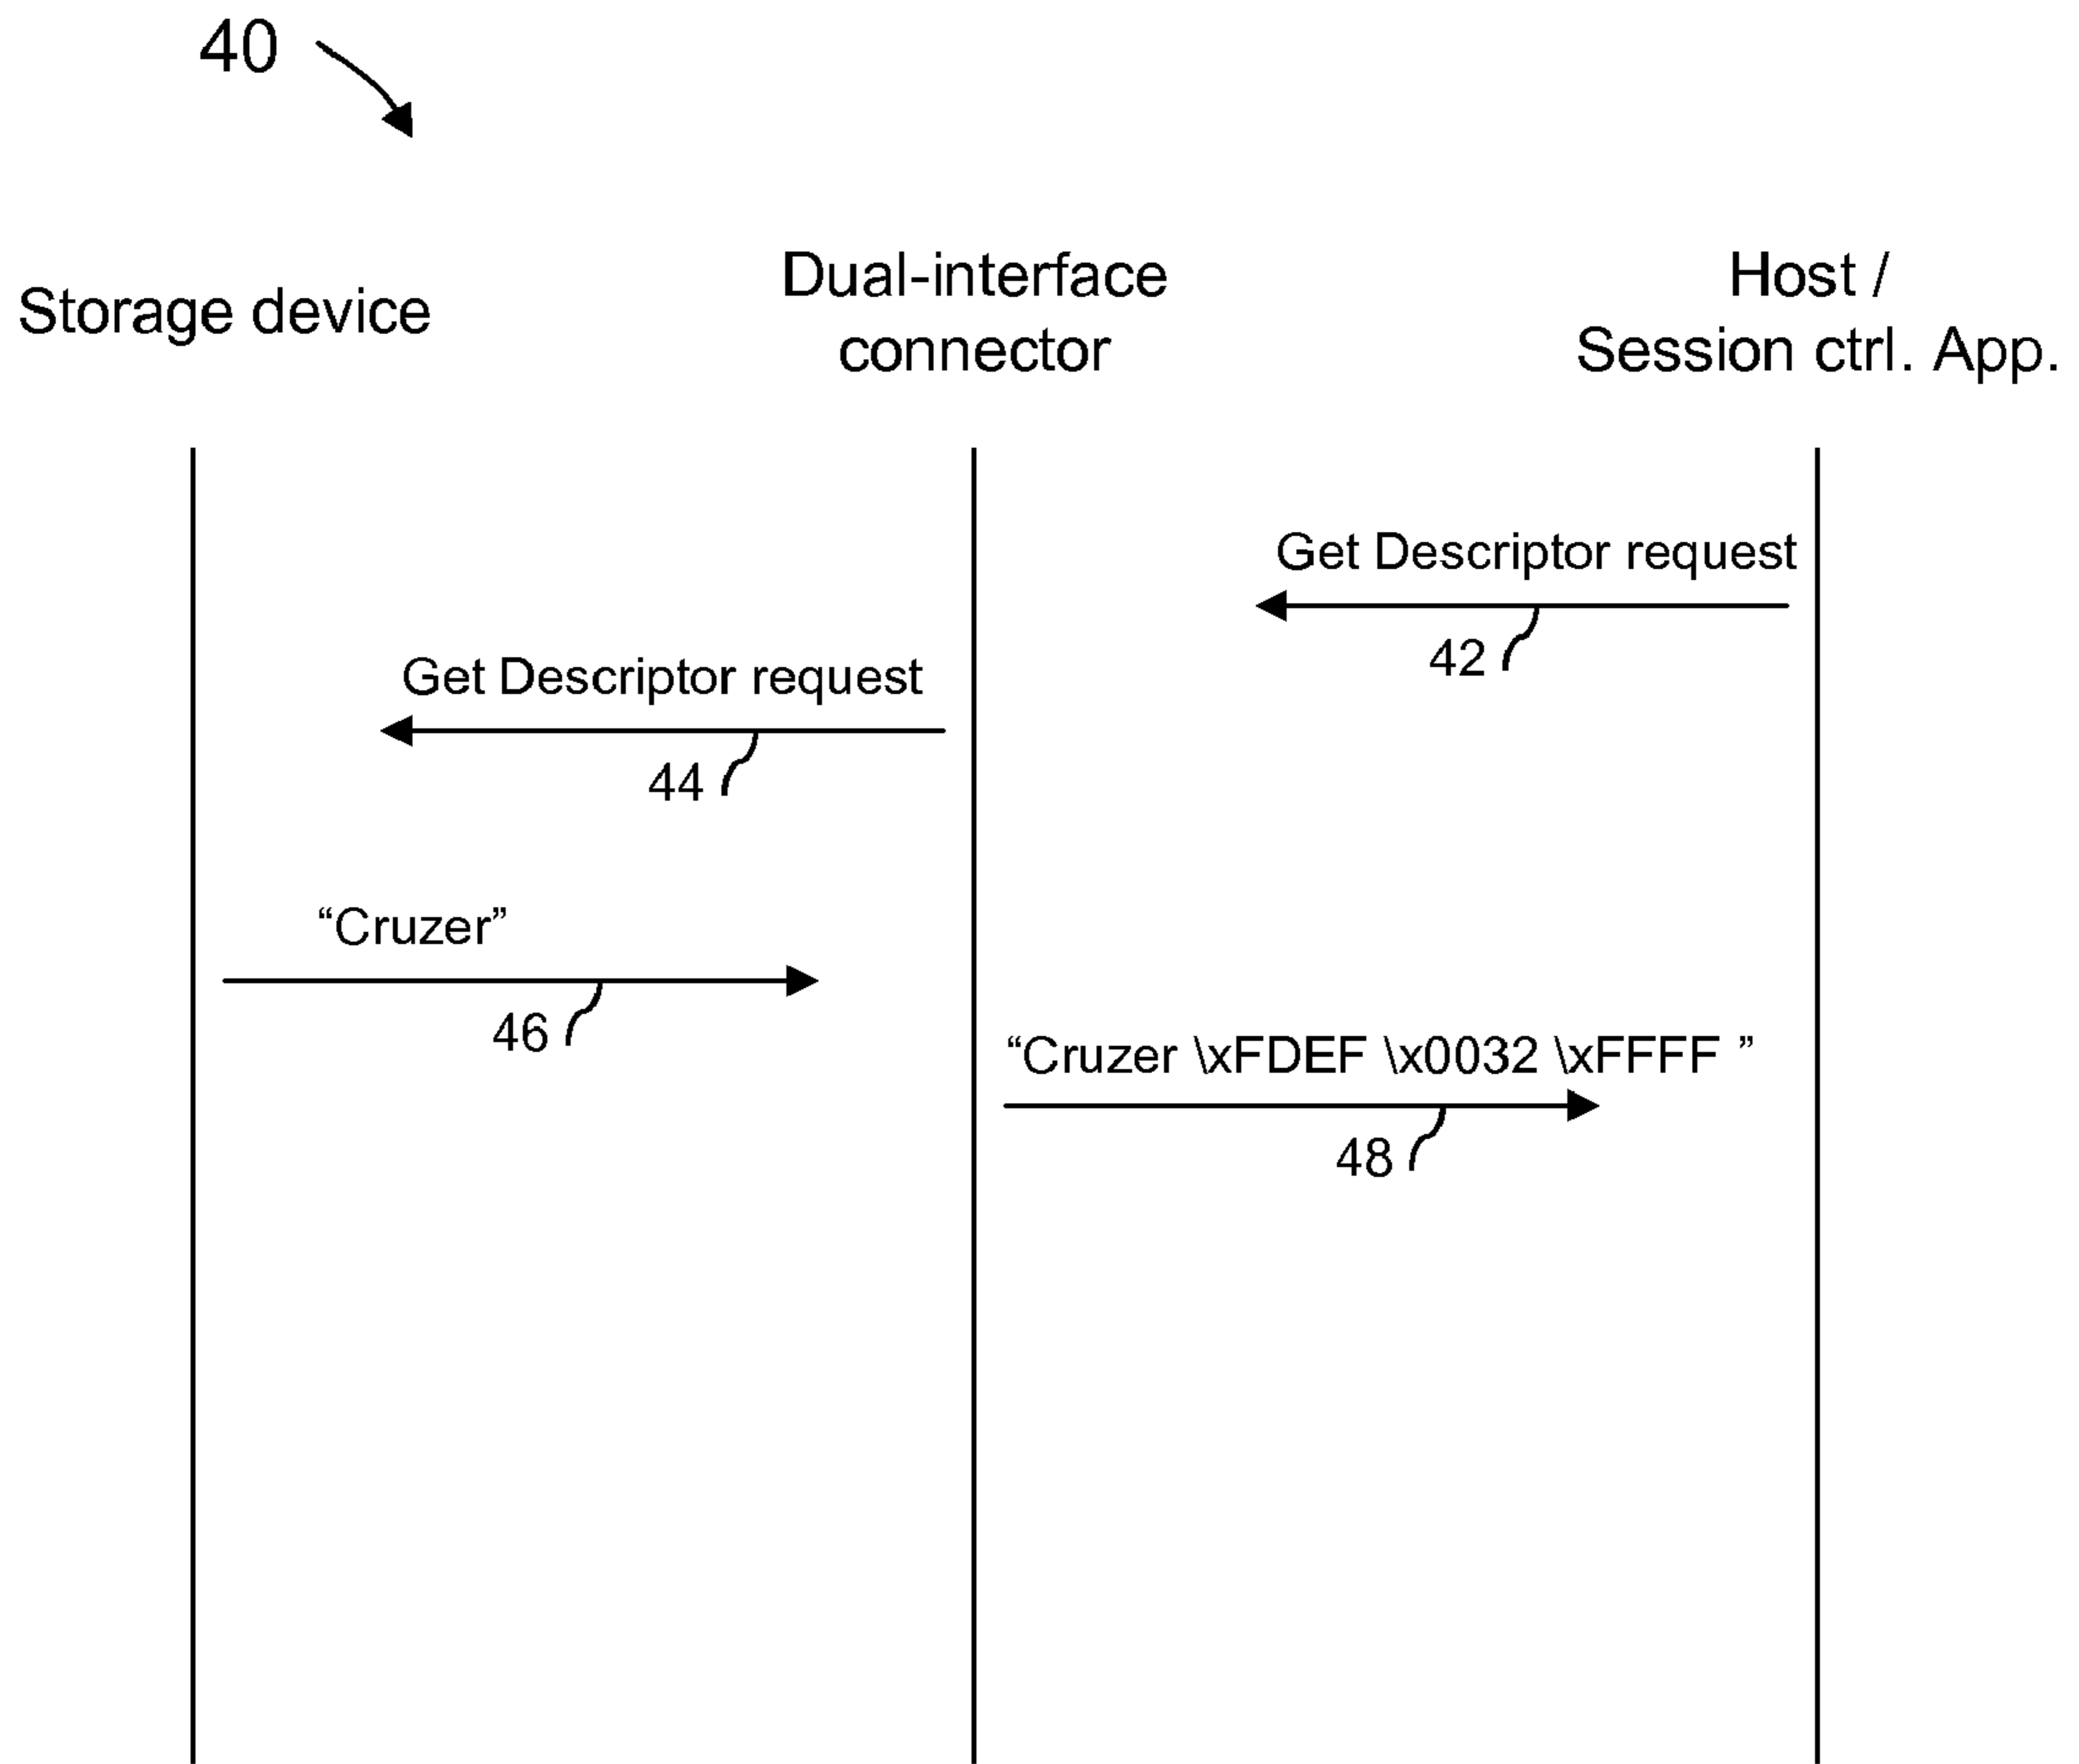 40
Storage device
Dual-interface
connector
Host /
Session ctrl. App.
Get Descriptor request
42
Get Descriptor request
44
“Cruzer”
46
“Cruzer \xFDEF \x0032 \xFFFF ”
48